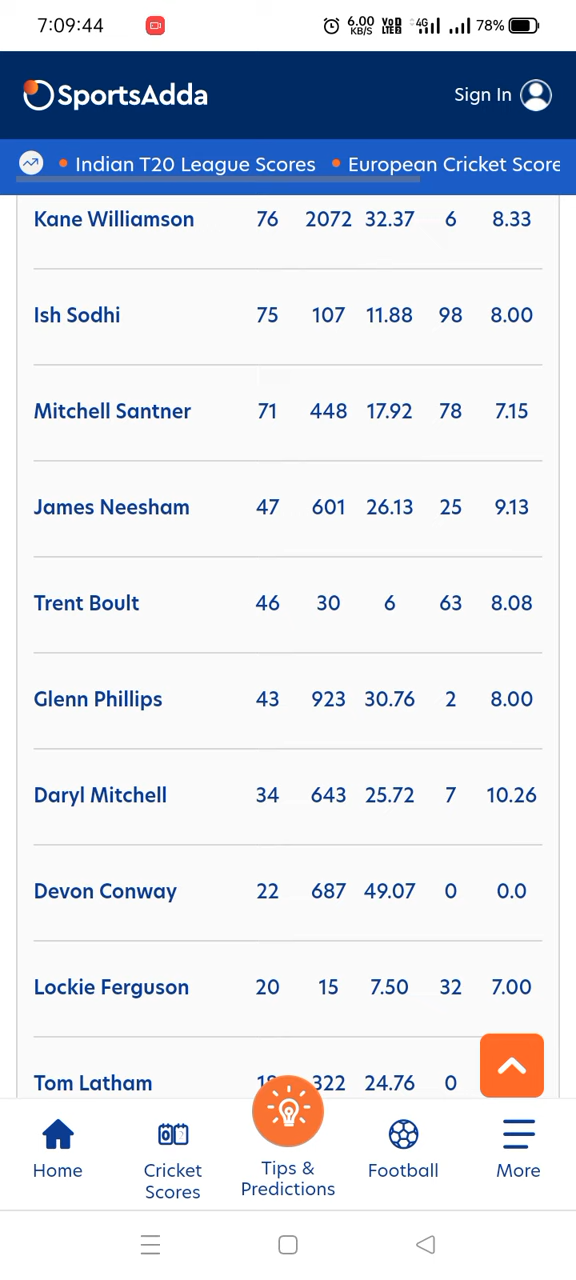 7:09:44 6.00 KB/S VoD LTE2 4G 78%
SportsAdda Sign In
Indian T20 League Scores European Cricket Score
Kane Williamson 76 2072 32.37 6 8.33
Ish Sodhi 75 107 11.88 98 8.00
Mitchell Santner 71 448 17.92 78 7.15
James Neesham 47 601 26.13 25 9.13
Trent Boult 46 30 6 63 8.08
Glenn Phillips 43 923 30.76 2 8.00
Daryl Mitchell 34 643 25.72 7 10.26
Devon Conway 22 687 49.07 0 0.0
Lockie Ferguson 20 15 7.50 32 7.00
Tom Latham 322 24.76 0
Home Cricket Scores Tips & Predictions Football More